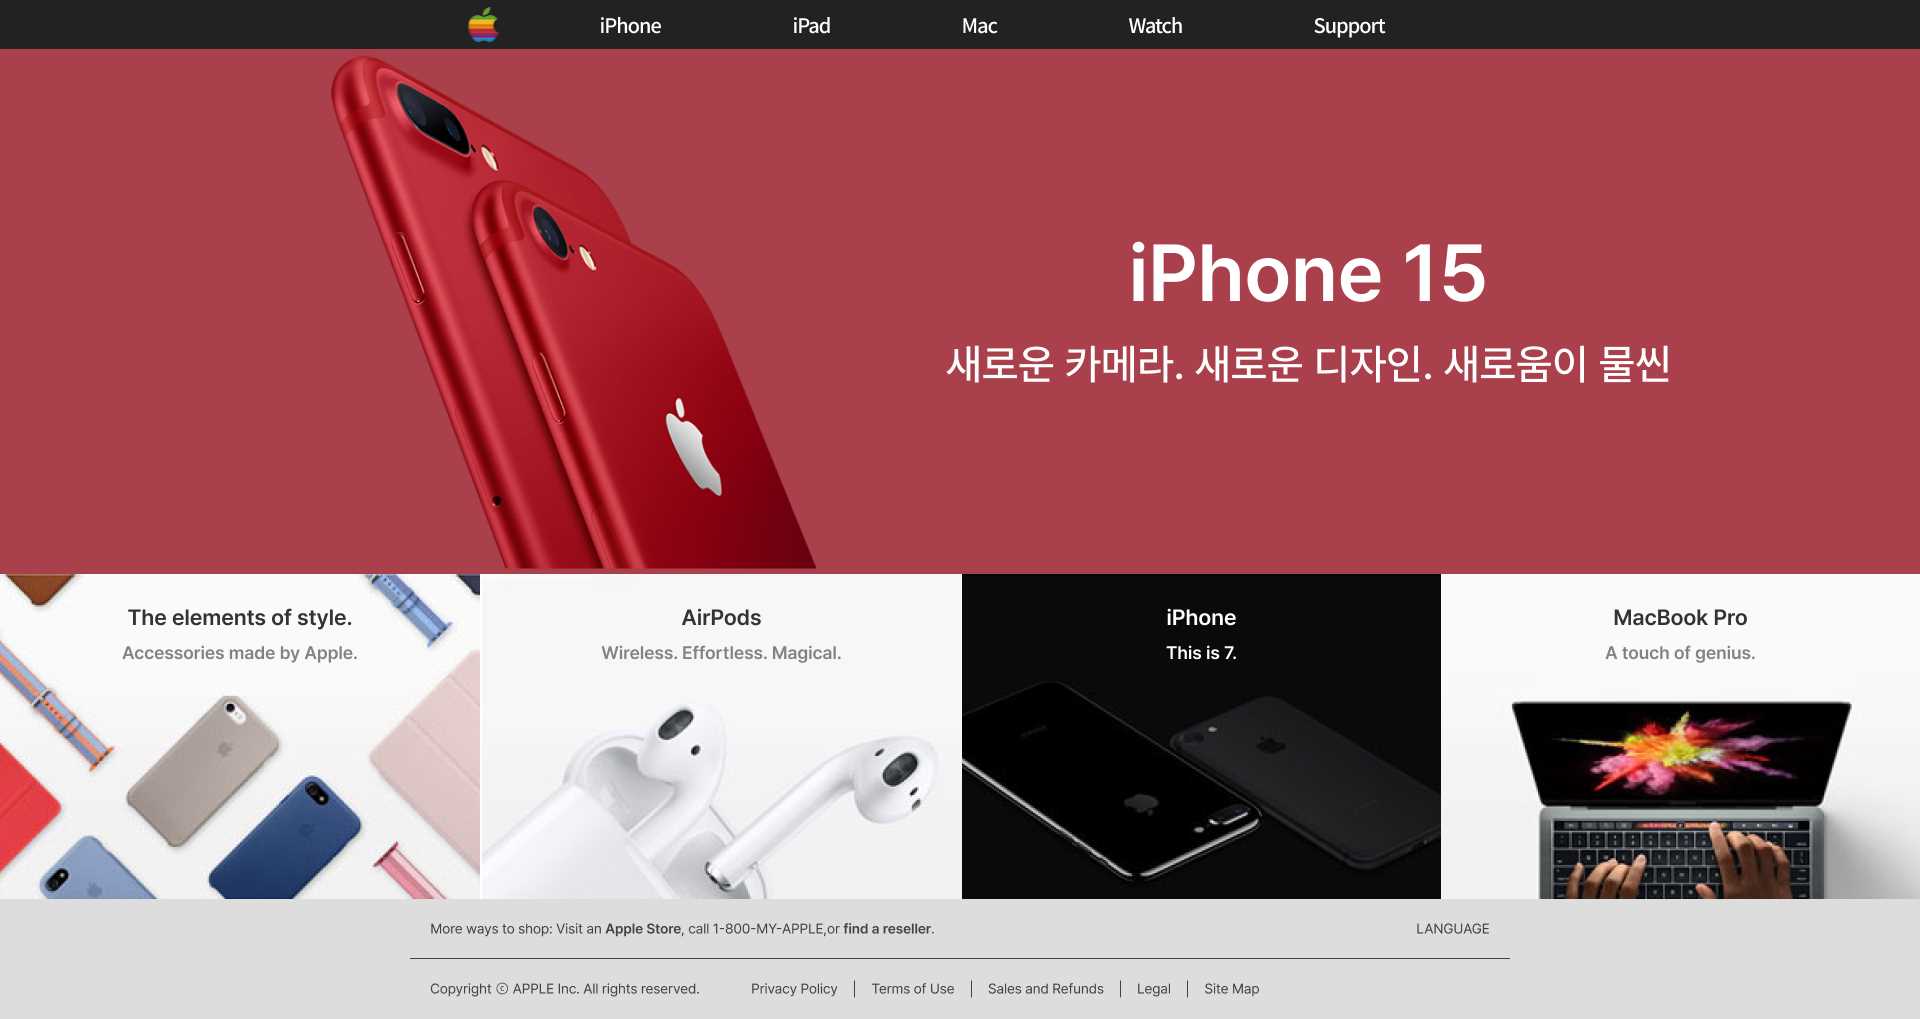 iPhone iPad Mac Watch Support
iPhone 15
새로운 카메라. 새로운 디자인. 새로움이 물씬
The elements of style.
Accessories made by Apple.
AirPods
Wireless. Effortless. Magical.
iPhone
This is 7.
MacBook Pro
A touch of genius.
More ways to shop: Visit an Apple Store, call 1-800-MY-APPLE,or find a reseller.
LANGUAGE
Copyright ⓒ APPLE Inc. All rights reserved.
Privacy Policy | Terms of Use | Sales and Refunds | Legal | Site Map